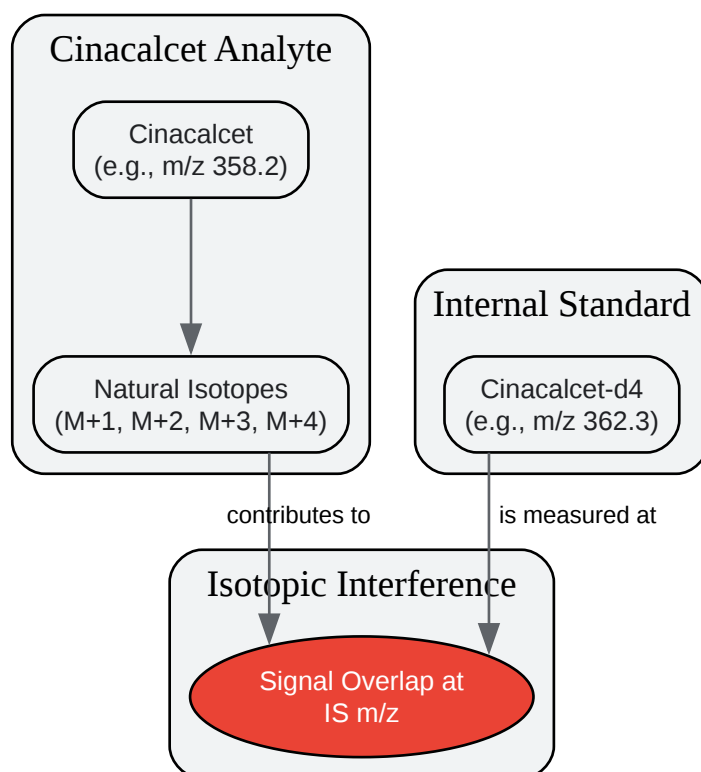 Cinacalcet Analyte
Cinacalcet
(e.g., m/z 358.2)
Natural Isotopes
(M+1, M+2, M+3, M+4)
Internal Standard
Cinacalcet-d4
(e.g., m/z 362.3)
contributes to
is measured at
Isotopic Interference
Signal Overlap at
IS m/z